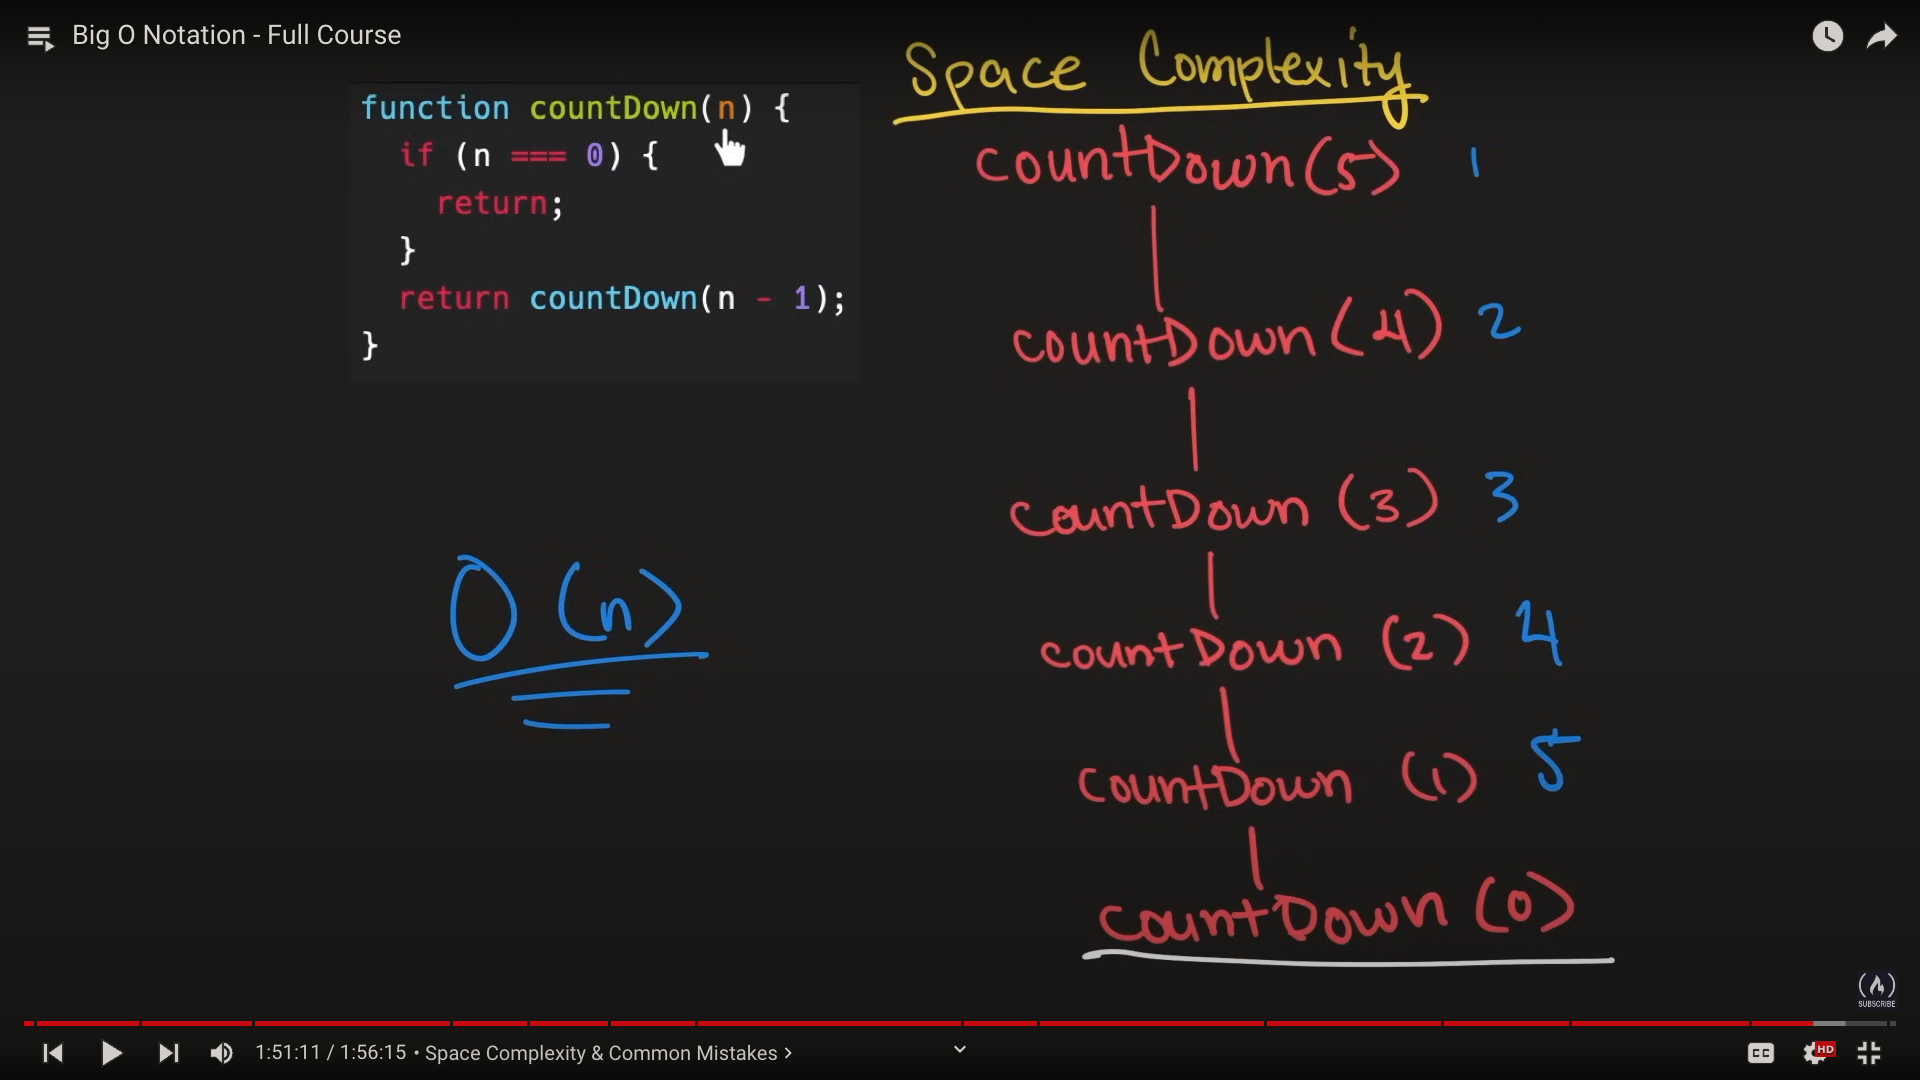 Big O Notation - Full Course
Space Complexity
function countDown(n) {
if (n === 0) {
return;
}
return countDown(n - 1);
}
countDown(5) 1
countDown (4) 2
countDown (3) 3
countDown (2) 4
countDown (1) 5
countDown (0)
O (n)
SUBSCRIBE
1:51:11 / 1:56:15 • Space Complexity & Common Mistakes >
CC
HD